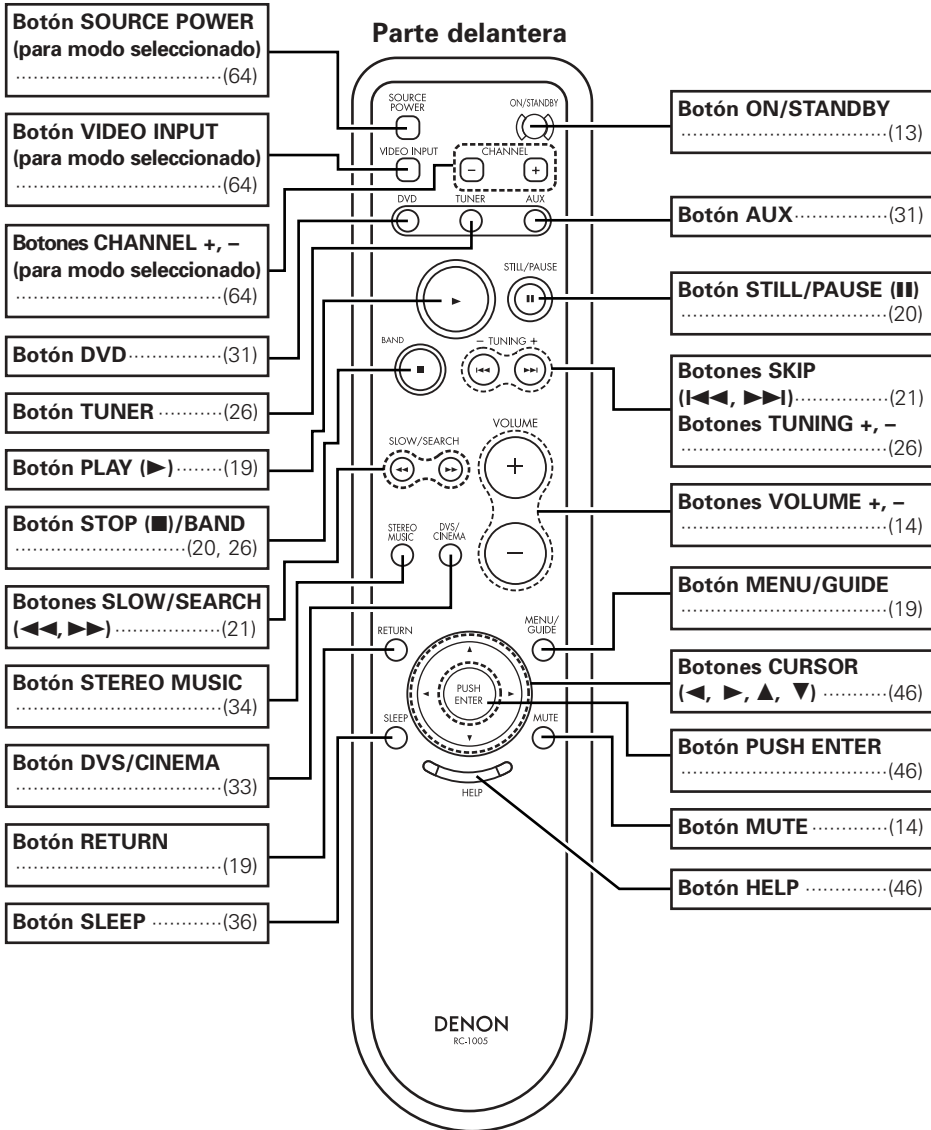 Parte delantera
Botón SOURCE POWER
(para modo seleccionado)
································(64)
Botón VIDEO INPUT
(para modo seleccionado)
································(64)
Botones CHANNEL +, –
(para modo seleccionado)
································(64)
Botón DVD···············(31)
Botón TUNER ···········(26)
Botón PLAY (►)········(19)
Botón STOP (■)/BAND
··························(20, 26)
Botones SLOW/SEARCH
(◄◄, ►►) ·················(21)
Botón STEREO MUSIC
································(34)
Botón DVS/CINEMA
································(33)
Botón RETURN
································(19)
Botón SLEEP ············(36)
SOURCE
POWER
ON/STANDBY
VIDEO INPUT
CHANNEL
− +
DVD TUNER AUX
STILL/PAUSE
►
II
BAND
− TUNING +
■
I◄◄ ►►I
VOLUME
SLOW/SEARCH
+
◄◄ ►►
STEREO
MUSIC
DVS/
CINEMA
−
RETURN
MENU/
GUIDE
▲
◄ PUSH ►
ENTER
▼
SLEEP
MUTE
HELP
DENON
RC-1005
Botón ON/STANDBY
································(13)
Botón AUX··············(31)
Botón STILL/PAUSE (II)
································(20)
Botones SKIP
(I◄◄, ►►I)················(21)
Botones TUNING +, –
································(26)
Botones VOLUME +, –
································(14)
Botón MENU/GUIDE
································(19)
Botones CURSOR
(◄, ►, ▲, ▼) ··········(46)
Botón PUSH ENTER
································(46)
Botón MUTE ·············(14)
Botón HELP ··············(46)